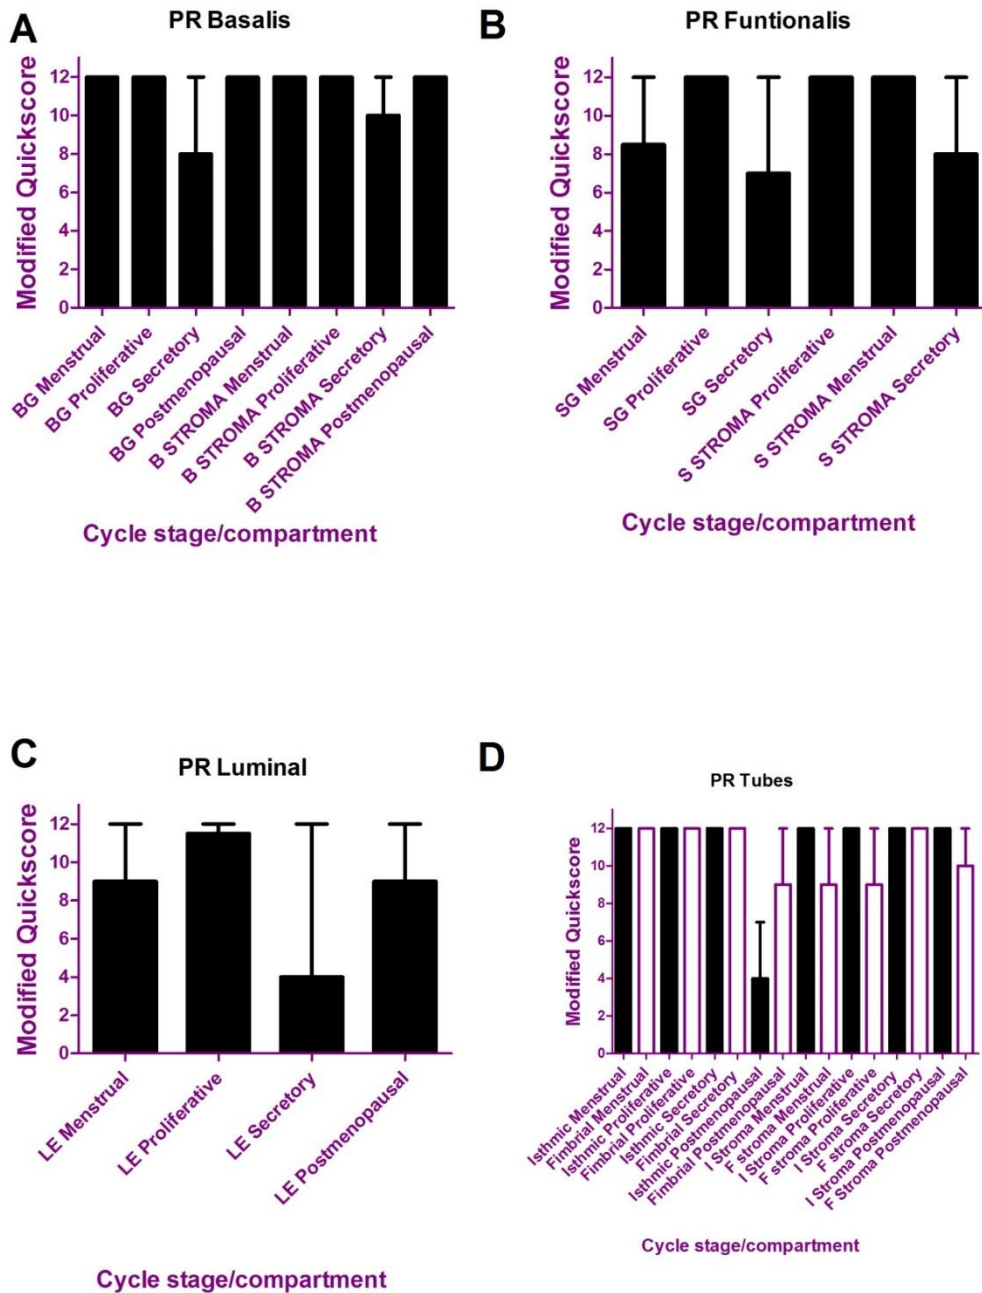 A
PR Basalis
Modified Quickscore
12
10
8
6
4
2
0
BG Menstrual
BG Proliferative
BG Secretory
BG Postmenopausal
B STROMA Menstrual
B STROMA Proliferative
B STROMA Secretory
B STROMA Postmenopausal
Cycle stage/compartment
B
PR Funtionalis
Modified Quickscore
12
10
8
6
4
2
0
SG Menstrual
SG Proliferative
SG Secretory
S STROMA Proliferative
S STROMA Menstrual
S STROMA Secretory
Cycle stage/compartment
C
PR Luminal
Modified Quickscore
12
10
8
6
4
2
0
LE Menstrual
LE Proliferative
LE Secretory
LE Postmenopausal
Cycle stage/compartment
D
PR Tubes
Modified Quickscore
12
10
8
6
4
2
0
Isthmic Menstrual
Fimbrial Menstrual
Isthmic Proliferative
Fimbrial Proliferative
Isthmic Secretory
Fimbrial Secretory
Isthmic Postmenopausal
Fimbrial Postmenopausal
I Stroma Menstrual
F stroma Menstrual
I Stroma Proliferative
F stroma Proliferative
I Stroma Secretory
F stroma Secretory
I Stroma Postmenopausal
F Stroma Postmenopausal
Cycle stage/compartment